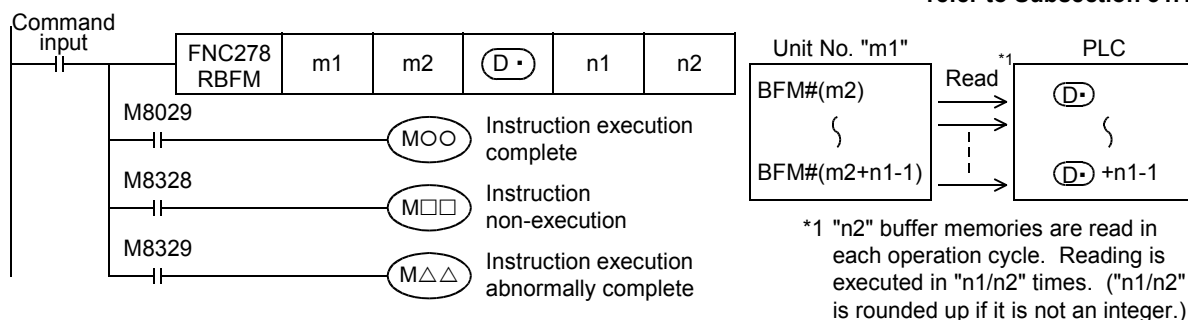 Command
input
FNC278
RBFM
m1
m2
D·
n1
n2
M8029
M○○
Instruction execution
complete
M8328
M□□
Instruction
non-execution
M8329
M△△
Instruction execution
abnormally complete
Unit No. "m1"
BFM#(m2)
BFM#(m2+n1-1)
Read
*1
PLC
D·
D· +n1-1
*1 "n2" buffer memories are read in
each operation cycle. Reading is
executed in "n1/n2" times. ("n1/n2"
is rounded up if it is not an integer.)